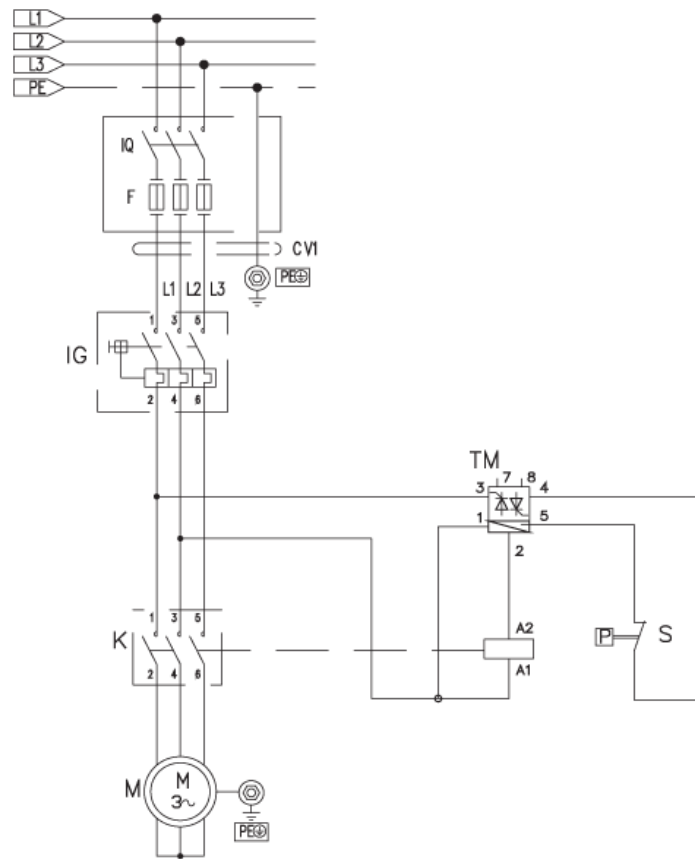 L1
L2
L3
PE
IQ
F
CV1
L1 L2 L3
PE
1 3 5
IG
2 4 6
TM
3 7 8 4
1 5
2
1 3 5
K
2 4 6
A2
A1
P S
M
M
3~
PE